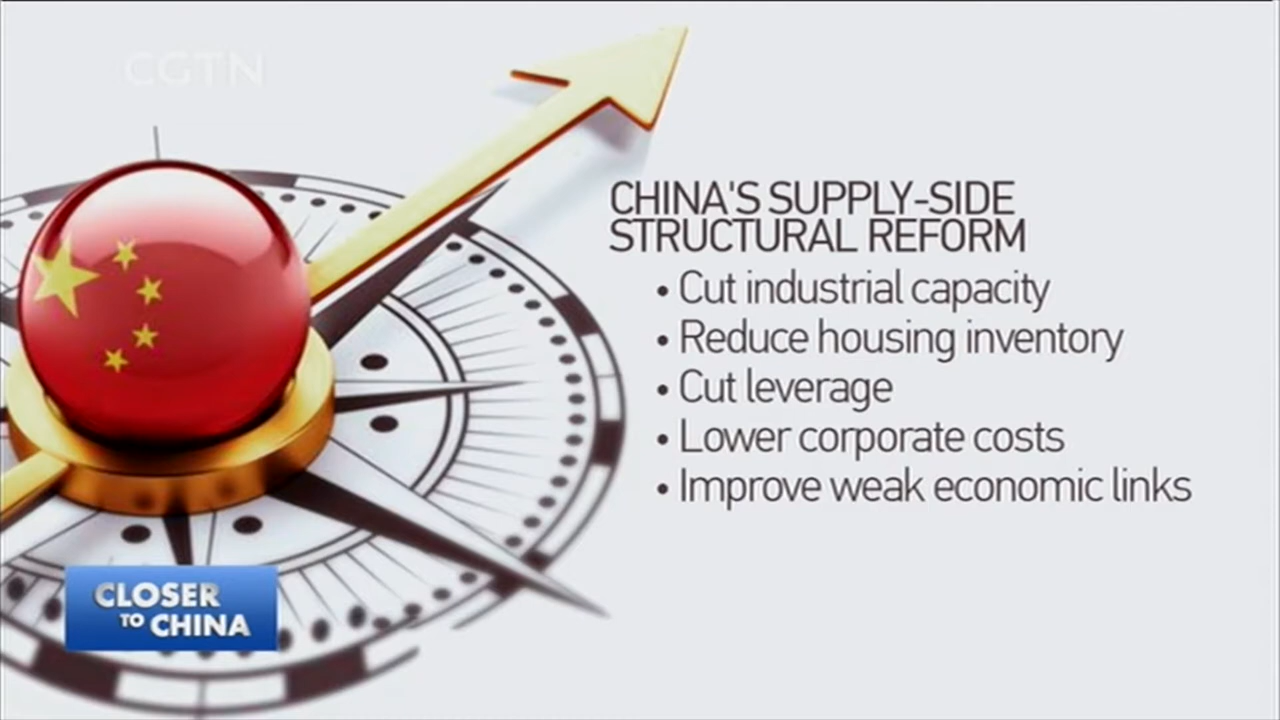 CGTN
CHINA'S SUPPLY-SIDE
STRUCTURAL REFORM
• Cut industrial capacity
• Reduce housing inventory
• Cut leverage
• Lower corporate costs
• Improve weak economic links
CLOSER
TO CHINA